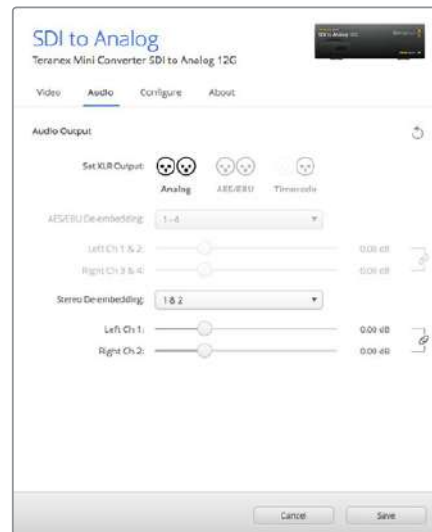 SDI to Analog
Teranex Mini Converter SDI to Analog 12G
Video Audio Configure About
Audio Output
Set XLR Output:
Analog AES/EBU Timecode
AES/EBU De-embedding:
Left Ch 1 & 2: 0.00 dB
Right Ch 3 & 4: 0.00 dB
Stereo De-embedding: 1 & 2
Left Ch 1: 0.00 dB
Right Ch 2: 0.00 dB
Cancel Save